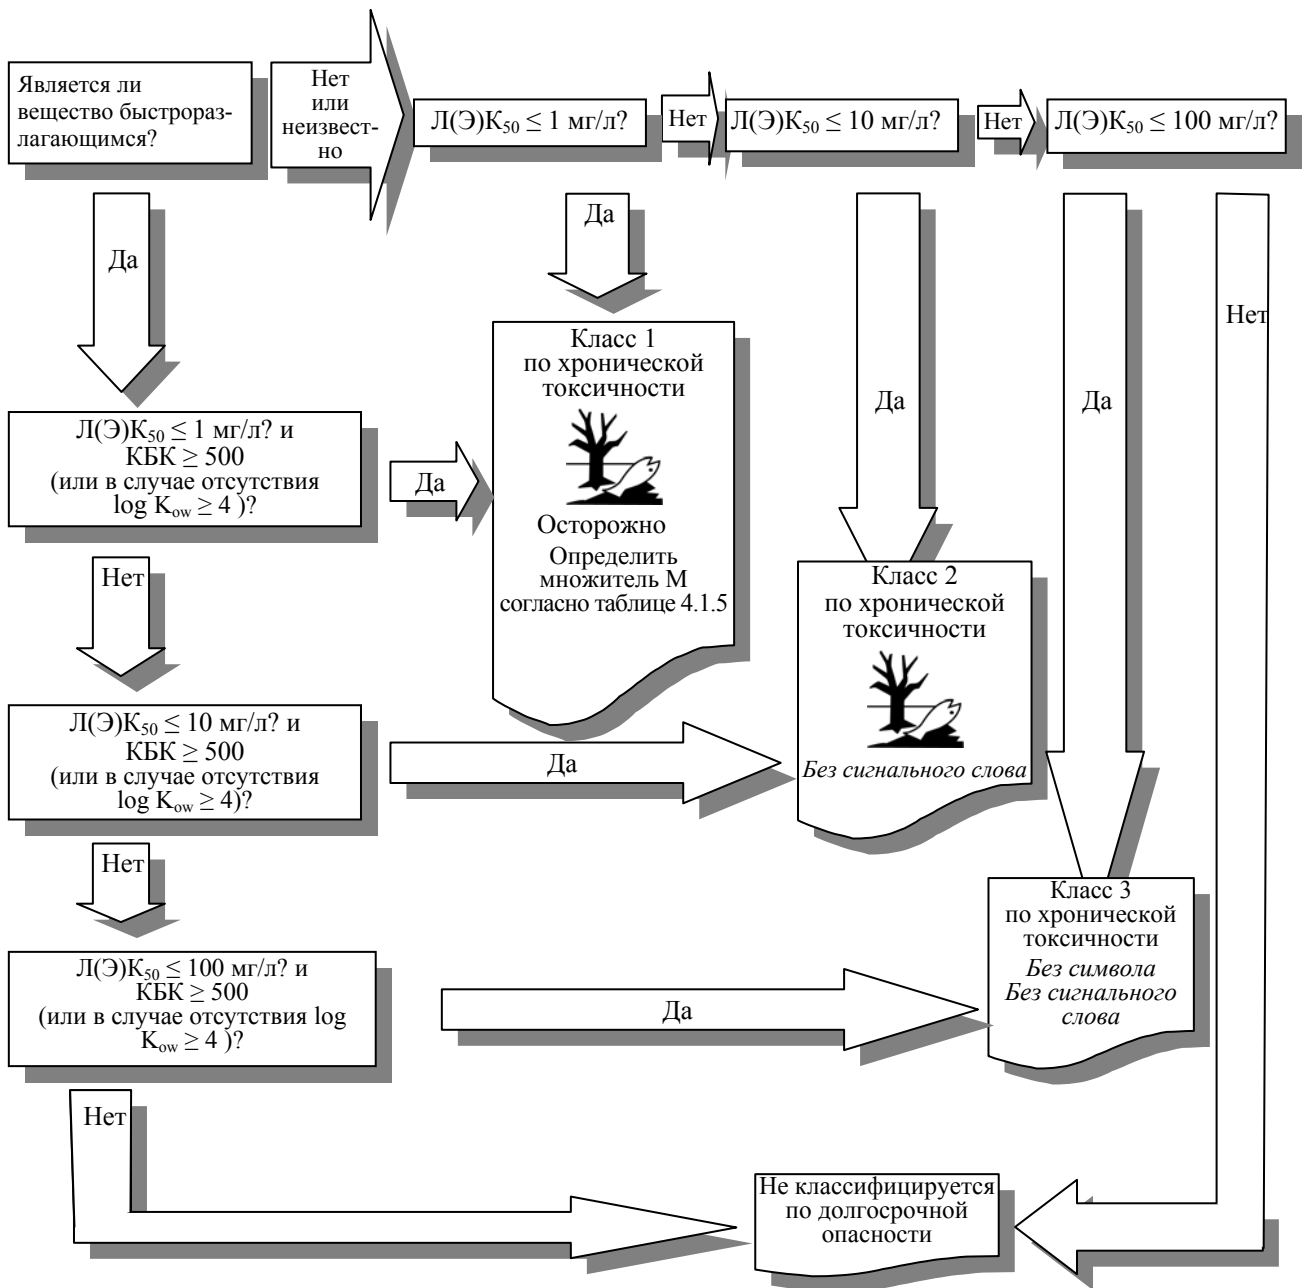 Является ли
вещество быстрораз-
лагающимся?
Нет
или
неизвест-
но
Л(Э)К₅₀ ≤ 1 мг/л?
Нет
Л(Э)К₅₀ ≤ 10 мг/л?
Нет
Л(Э)К₅₀ ≤ 100 мг/л?
Да
Да
Да
Да
Нет
Л(Э)К₅₀ ≤ 1 мг/л? и
КБК ≥ 500
(или в случае отсутствия
log Kow ≥ 4 )?
Да
Класс 1
по хронической
токсичности
Осторожно
Определить
множитель М
согласно таблице 4.1.5
Нет
Класс 2
по хронической
токсичности
Без сигнального слова
Л(Э)К₅₀ ≤ 10 мг/л? и
КБК ≥ 500
(или в случае отсутствия
log Kow ≥ 4)?
Да
Нет
Класс 3
по хронической
токсичности
Без символа
Без сигнального
слова
Л(Э)К₅₀ ≤ 100 мг/л? и
КБК ≥ 500
(или в случае отсутствия log
Kow ≥ 4 )?
Да
Нет
Не классифицируется
по долгосрочной
опасности